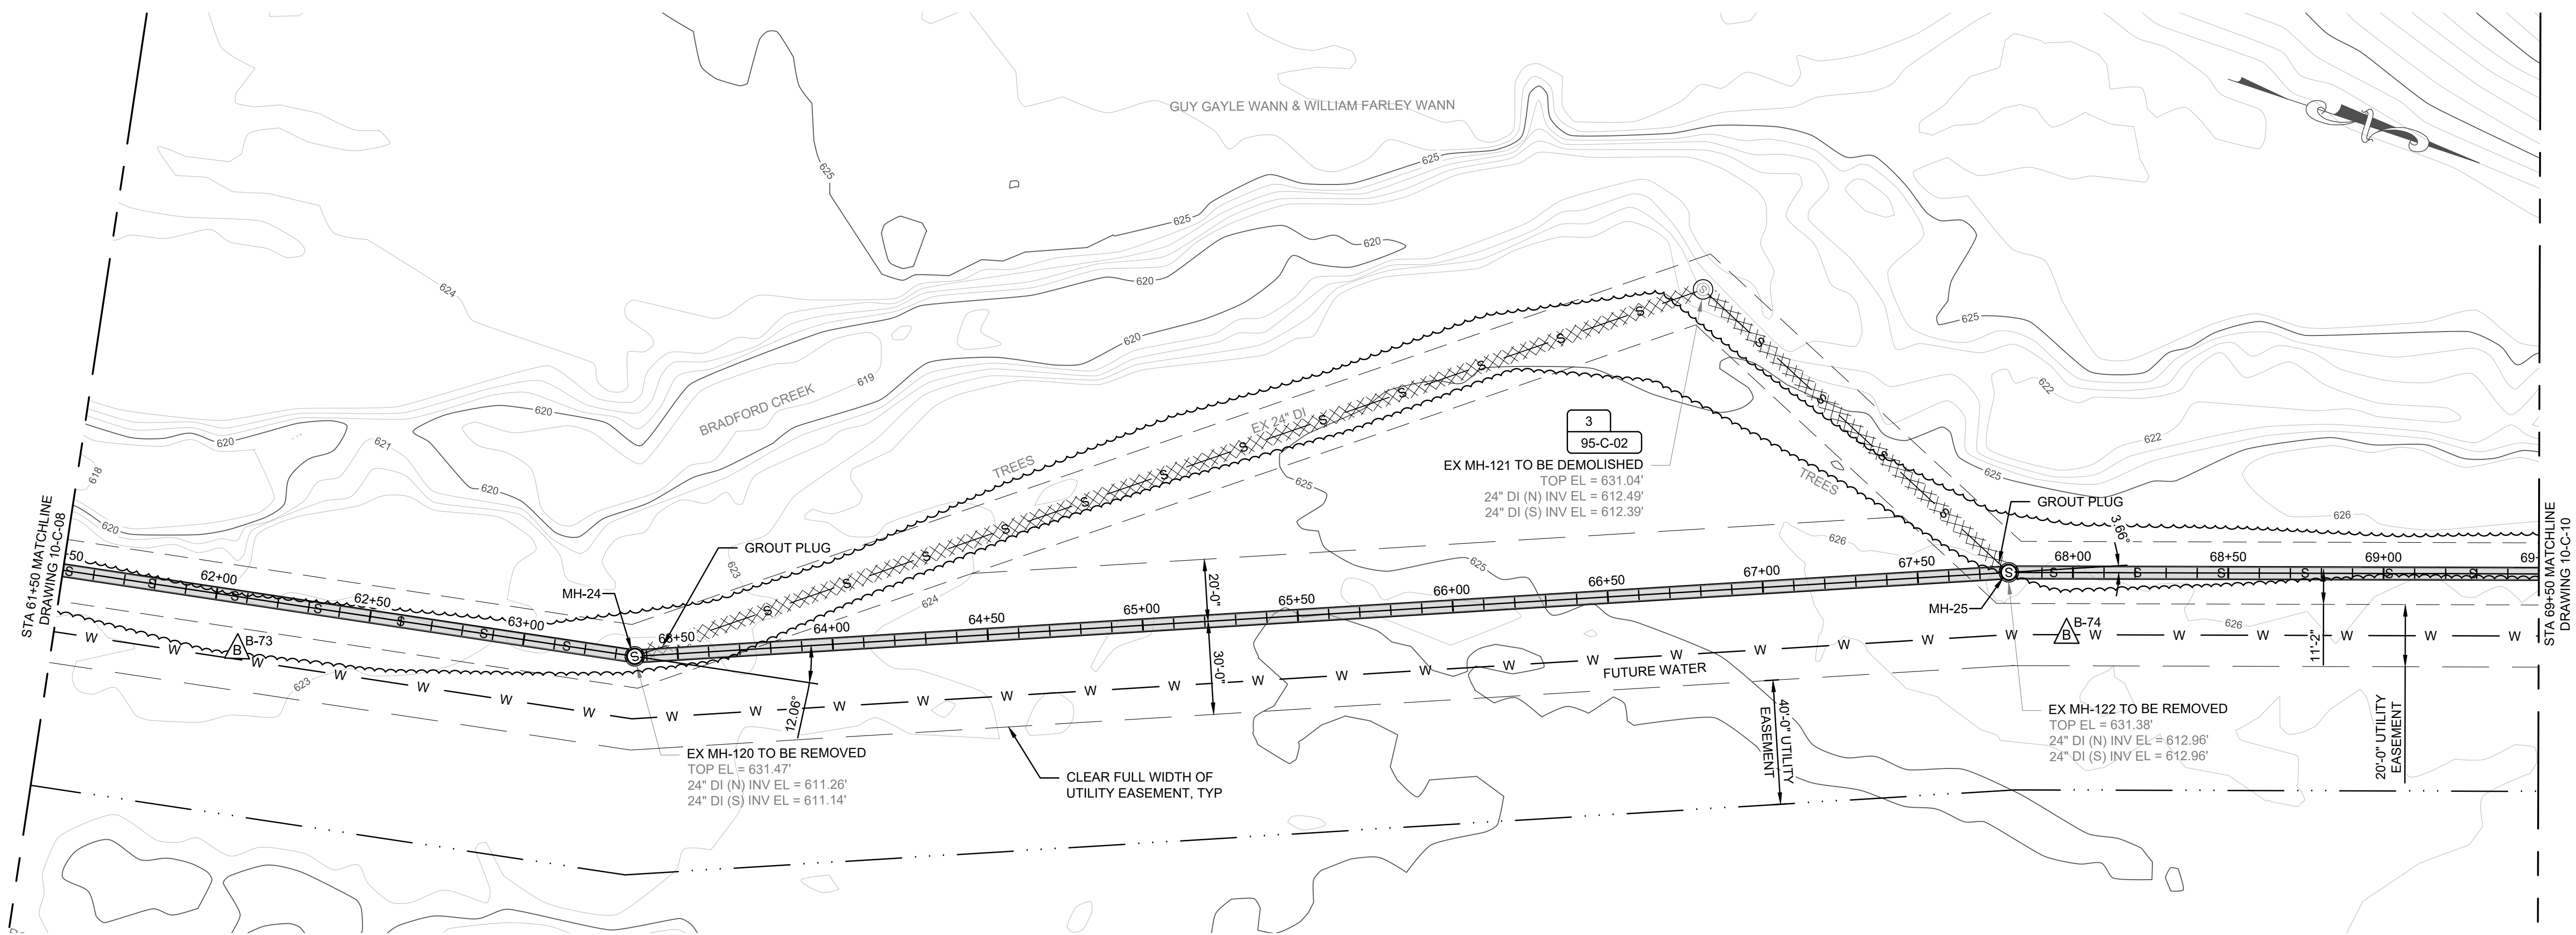 GUY GAYLE WANN & WILLIAM FARLEY WANN
625
625
625
624
620
620
620
625
619
BRADFORD CREEK
620
620
621
620
618
620
622
622
625
EX 24" DI
TREES
TREES
625
3
95-C-02
EX MH-121 TO BE DEMOLISHED
TOP EL = 631.04'
24" DI (N) INV EL = 612.49'
24" DI (S) INV EL = 612.39'
GROUT PLUG
3.66°
626
STA 61+50 MATCHLINE
DRAWING 10-C-08
STA 69+50 MATCHLINE
DRAWING 10-C-10
GROUT PLUG
623
624
625
626
626
50
62+00
62+50
63+00
63+50
64+00
64+50
65+00
65+50
66+00
66+50
67+00
67+50
68+00
68+50
69+00
69
S S S S S S S S S S S S S S S
S S S S S S S S S S S S S S S S S
MH-24
MH-25
B-73
B
B-74
B
623
20'-0"
30'-0"
12.06°
11'-2"
W W W W W W W W W W W W W W W W W W W W W W W W W W W W W W
FUTURE WATER
40'-0" UTILITY
EASEMENT
20'-0" UTILITY
EASEMENT
EX MH-120 TO BE REMOVED
TOP EL = 631.47'
24" DI (N) INV EL = 611.26'
24" DI (S) INV EL = 611.14'
CLEAR FULL WIDTH OF
UTILITY EASEMENT, TYP
EX MH-122 TO BE REMOVED
TOP EL = 631.38'
24" DI (N) INV EL = 612.96'
24" DI (S) INV EL = 612.96'